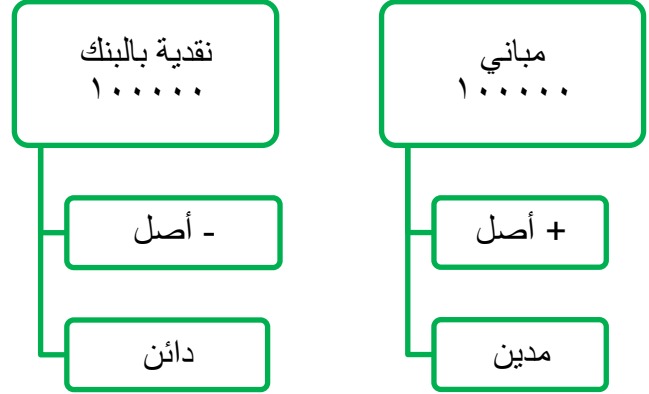 مباني
١٠٠٠٠٠
+ أصل
مدين
نقدية بالبنك
١٠٠٠٠٠
- أصل
دائن